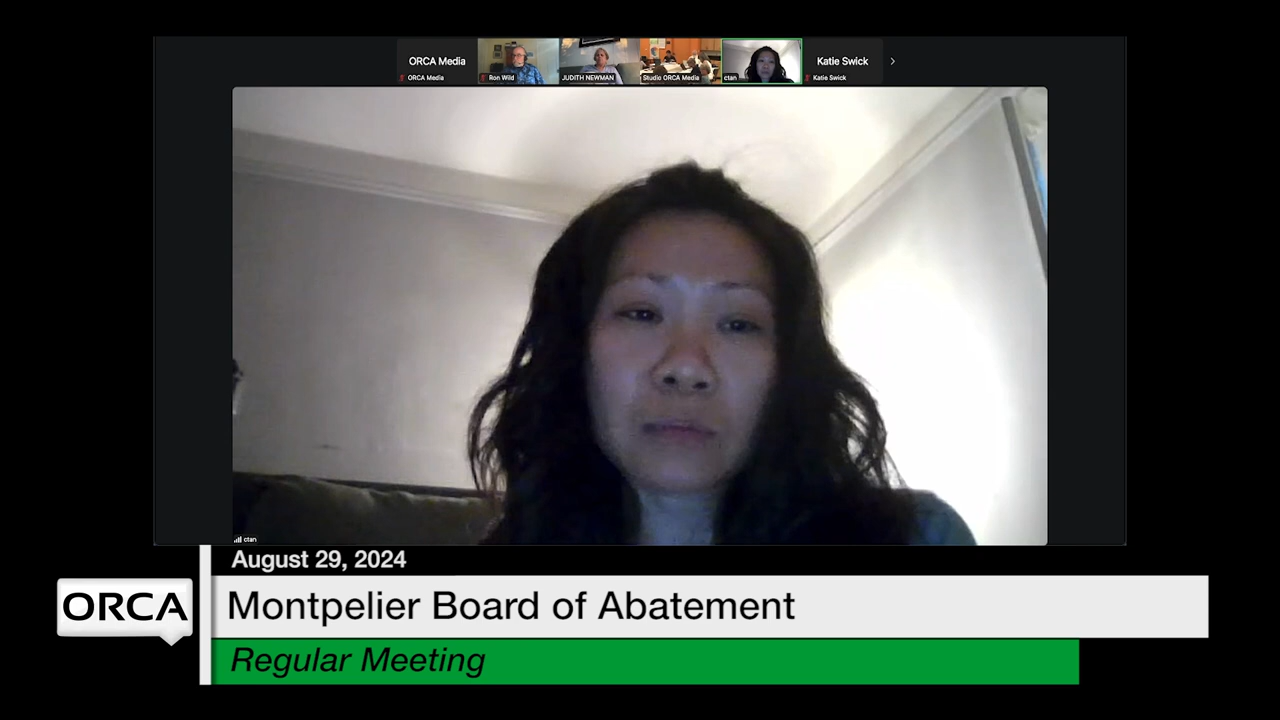 ORCA Media
Katie Swick
ORCA Media
Ron Wild
JUDITH NEWMAN
Studio ORCA Media
ctan
Katie Swick
ctan
August 29, 2024
ORCA
Montpelier Board of Abatement
Regular Meeting